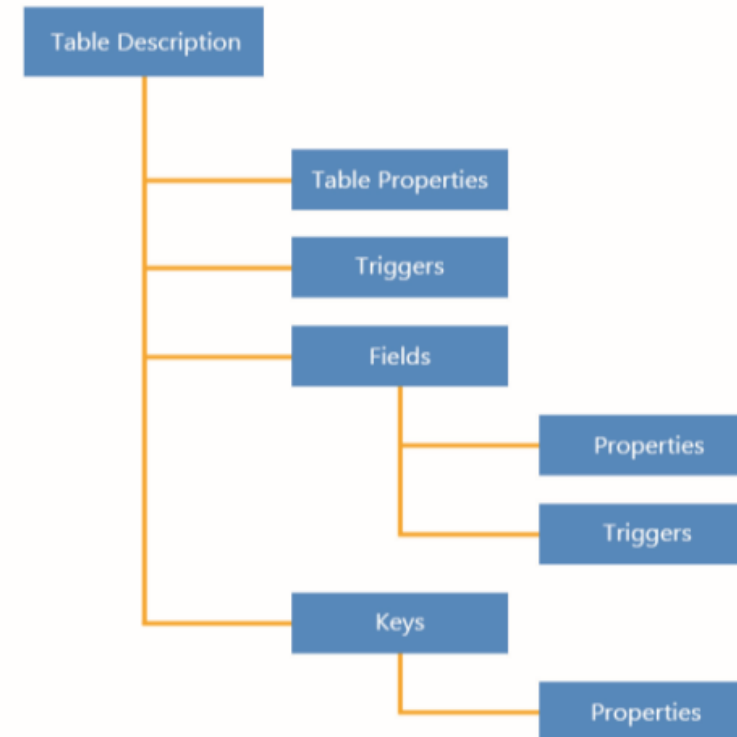 Table Description
Table Properties
Triggers
Fields
Properties
Triggers
Keys
Properties